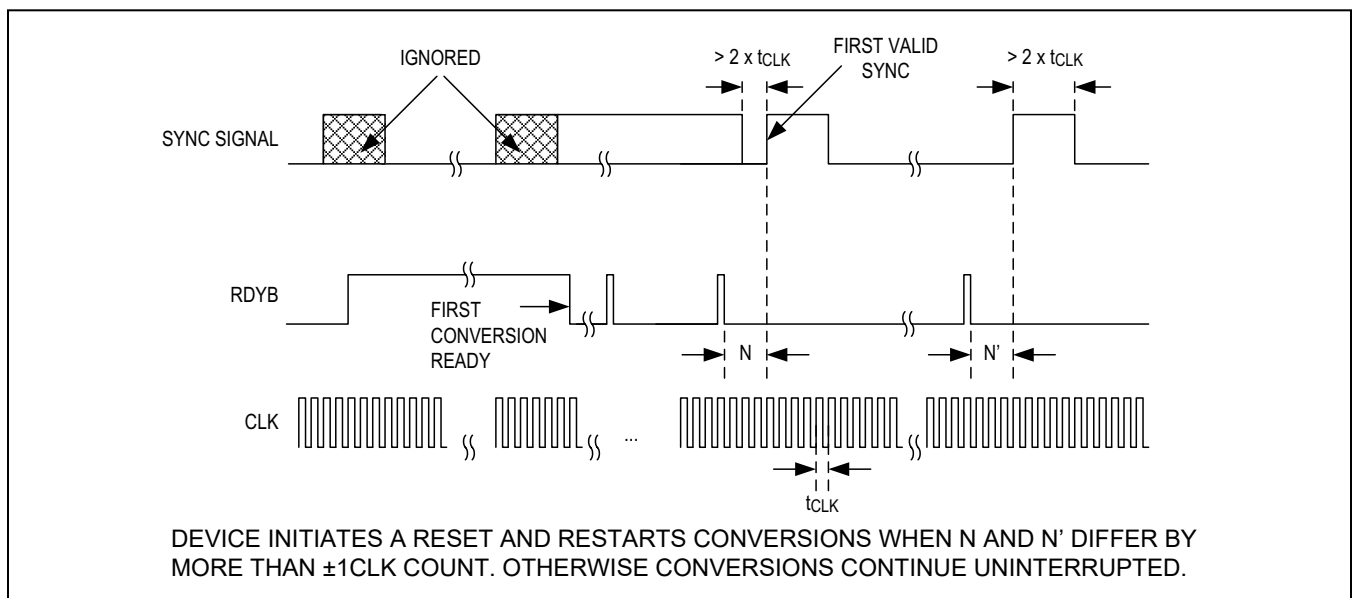 IGNORED
> 2 x tCLK
FIRST VALID
SYNC
> 2 x tCLK
SYNC SIGNAL
RDYB
FIRST
CONVERSION
READY
N
N'
CLK
...
tCLK
DEVICE INITIATES A RESET AND RESTARTS CONVERSIONS WHEN N AND N’ DIFFER BY
MORE THAN ±1CLK COUNT. OTHERWISE CONVERSIONS CONTINUE UNINTERRUPTED.